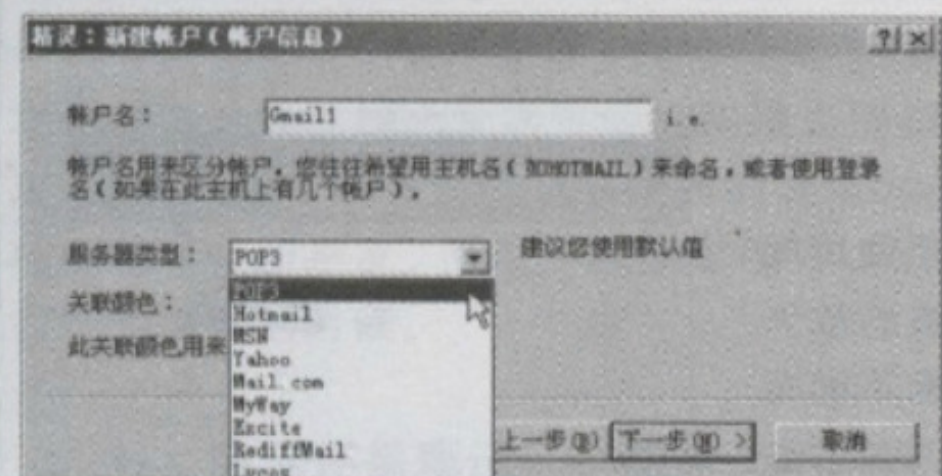 精灵：新建帐户（帐户信息）
帐户名： Gmail1 i.e.
帐户名用来区分帐户，您往往希望用主机名（如HOTMAIL）来命名，或者使用登录
名（如果在此主机上有几个帐户）。
服务器类型： POP3 建议您使用默认值
关联颜色： POP3
Hotmail
MSN
此关联颜色用来 Yahoo
Mail.com
MyWay
Excite 上一步(B) 下一步(N) > 取消
RediffMail
Lycos